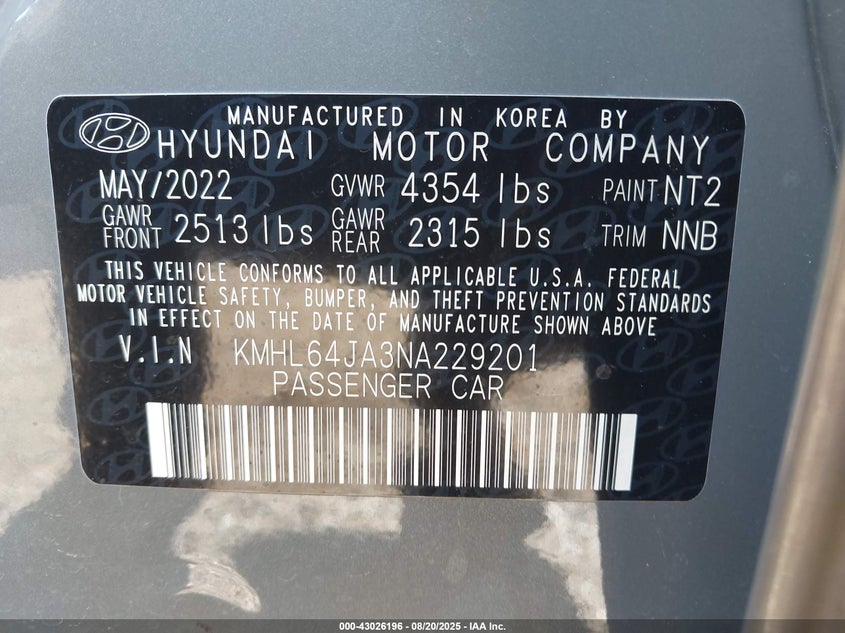 MANUFACTURED IN KOREA BY
HYUNDAI MOTOR COMPANY
MAY/2022 GVWR 4354 lbs PAINT NT2
GAWR FRONT 2513 lbs GAWR REAR 2315 lbs TRIM NNB
THIS VEHICLE CONFORMS TO ALL APPLICABLE U.S.A. FEDERAL
MOTOR VEHICLE SAFETY, BUMPER, AND THEFT PREVENTION STANDARDS
IN EFFECT ON THE DATE OF MANUFACTURE SHOWN ABOVE
V.I.N KMHL64JA3NA229201
PASSENGER CAR
000-43026196 - 08/20/2025 - IAA Inc.